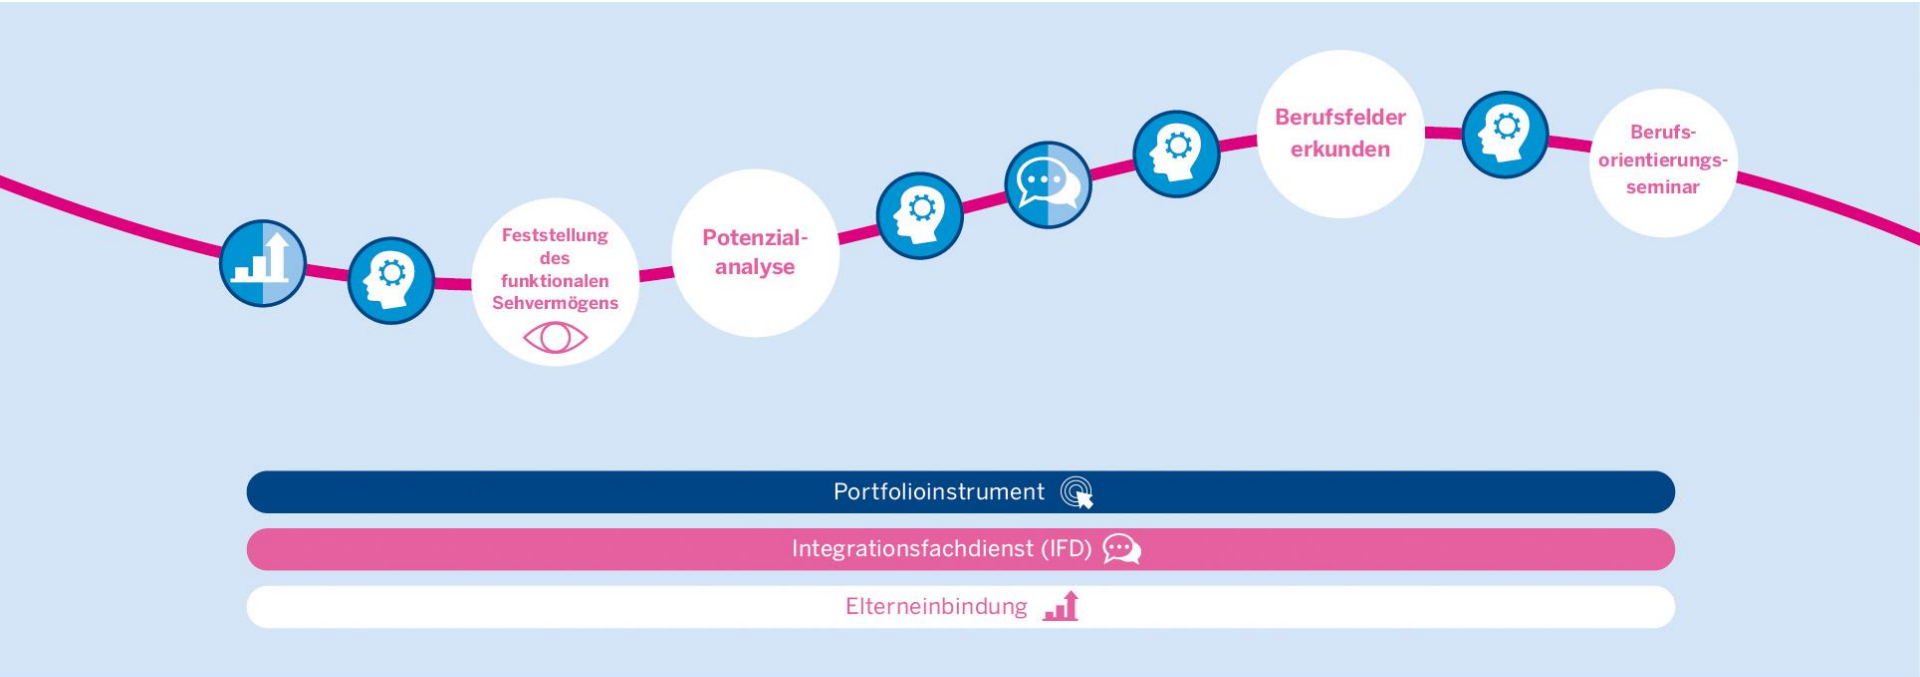 Feststellung
des
funktionalen
Sehvermögens
Potenzial-
analyse
Berufsfelder
erkunden
Berufs-
orientierungs-
seminar
Portfolioinstrument
Integrationsfachdienst (IFD)
Elterneinbindung